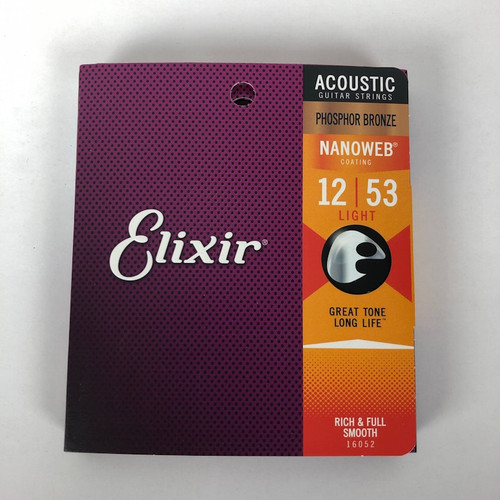 ACOUSTIC
GUITAR STRINGS
PHOSPHOR BRONZE
NANOWEB®
COATING
12 | 53
LIGHT
Elixir®
GREAT TONE
LONG LIFE™
RICH & FULL
SMOOTH
16052